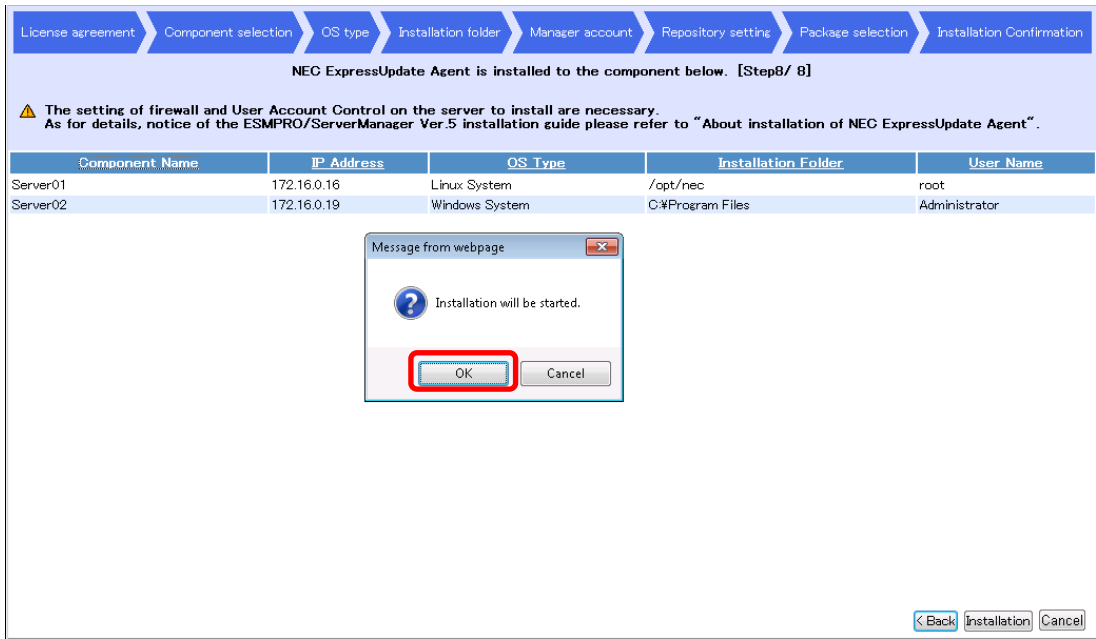 License agreement Component selection OS type Installation folder Manager account Repository setting Package selection Installation Confirmation
NEC ExpressUpdate Agent is installed to the component below. [Step8/ 8]
The setting of firewall and User Account Control on the server to install are necessary.
As for details, notice of the ESMPRO/ServerManager Ver.5 installation guide please refer to "About installation of NEC ExpressUpdate Agent".
Component Name IP Address OS Type Installation Folder User Name
Server01 172.16.0.16 Linux System /opt/nec root
Server02 172.16.0.19 Windows System C:¥Program Files Administrator
Message from webpage
Installation will be started.
OK Cancel
< Back Installation Cancel